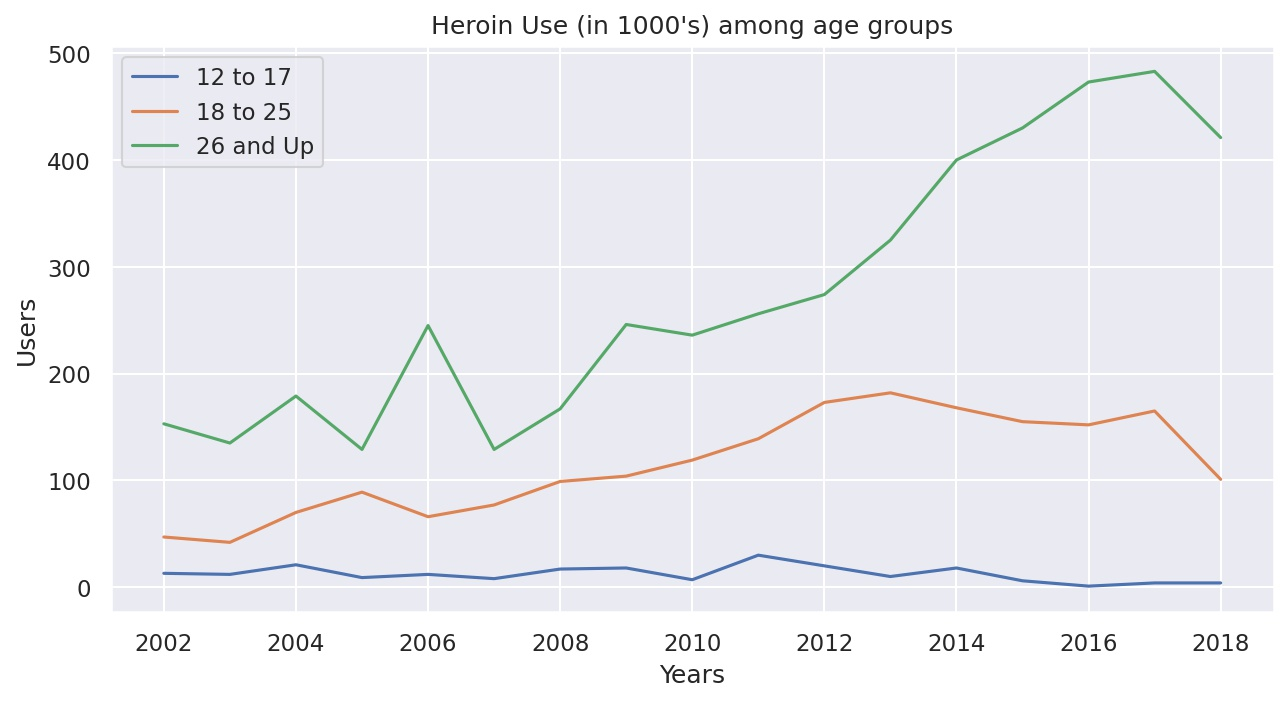 Heroin Use (in 1000's) among age groups
12 to 17
18 to 25
26 and Up
500
400
300
200
100
0
Users
2002 2004 2006 2008 2010 2012 2014 2016 2018
Years